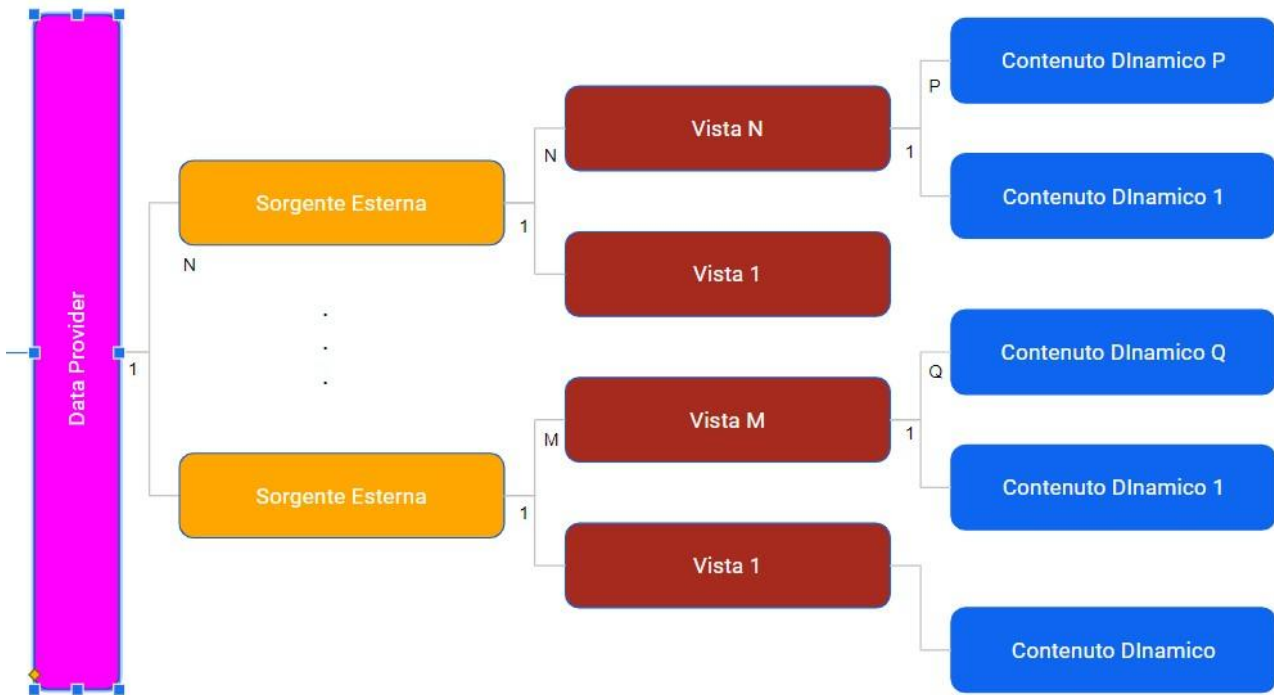 Data Provider
1
Sorgente Esterna
N
.
.
.
Sorgente Esterna
1
N
Vista N
Vista 1
1
M
Vista M
Vista 1
1
P
Contenuto DInamico P
Contenuto DInamico 1
1
Q
Contenuto DInamico Q
Contenuto DInamico 1
Contenuto DInamico